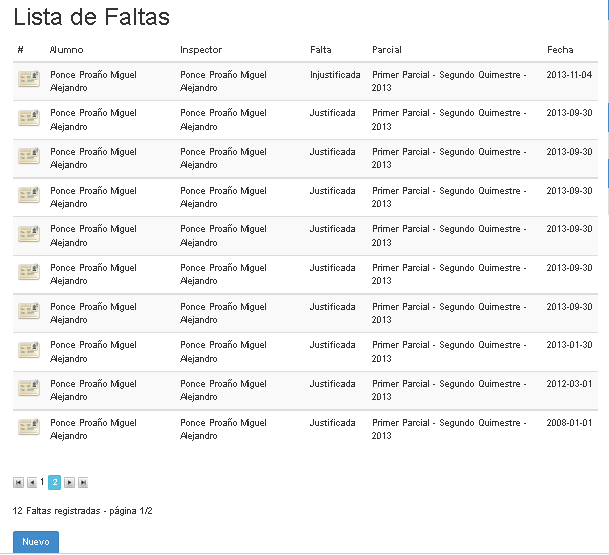 Lista de Faltas
# Alumno Inspector Falta Parcial Fecha
Ponce Proaño Miguel Ponce Proaño Miguel Injustificada Primer Parcial - Segundo Quimestre - 2013-11-04
Alejandro Alejandro 2013
Ponce Proaño Miguel Ponce Proaño Miguel Justificada Primer Parcial - Segundo Quimestre - 2013-09-30
Alejandro Alejandro 2013
Ponce Proaño Miguel Ponce Proaño Miguel Justificada Primer Parcial - Segundo Quimestre - 2013-09-30
Alejandro Alejandro 2013
Ponce Proaño Miguel Ponce Proaño Miguel Justificada Primer Parcial - Segundo Quimestre - 2013-09-30
Alejandro Alejandro 2013
Ponce Proaño Miguel Ponce Proaño Miguel Justificada Primer Parcial - Segundo Quimestre - 2013-09-30
Alejandro Alejandro 2013
Ponce Proaño Miguel Ponce Proaño Miguel Justificada Primer Parcial - Segundo Quimestre - 2013-09-30
Alejandro Alejandro 2013
Ponce Proaño Miguel Ponce Proaño Miguel Justificada Primer Parcial - Segundo Quimestre - 2013-09-30
Alejandro Alejandro 2013
Ponce Proaño Miguel Ponce Proaño Miguel Justificada Primer Parcial - Segundo Quimestre - 2013-01-30
Alejandro Alejandro 2013
Ponce Proaño Miguel Ponce Proaño Miguel Justificada Primer Parcial - Segundo Quimestre - 2012-03-01
Alejandro Alejandro 2013
Ponce Proaño Miguel Ponce Proaño Miguel Justificada Primer Parcial - Segundo Quimestre - 2008-01-01
Alejandro Alejandro 2013
1 2
12 Faltas registradas - página 1/2
Nuevo